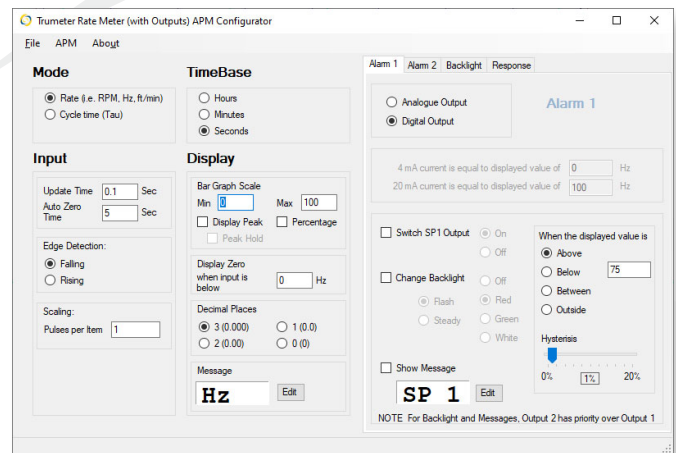 Trumeter Rate Meter (with Outputs) APM Configurator
File APM About
Mode
Rate (i.e. RPM, Hz, ft/min)
Cycle time (Tau)
TimeBase
Hours
Minutes
Seconds
Input
Update Time 0.1 Sec
Auto Zero Time 5 Sec
Edge Detection:
Falling
Rising
Scaling:
Pulses per Item 1
Display
Bar Graph Scale
Min 0 Max 100
Display Peak Percentage
Peak Hold
Display Zero
when input is
below 0 Hz
Decimal Places
3 (0.000) 1 (0.0)
2 (0.00) 0 (0)
Message
Hz Edit
Alarm 1 Alarm 2 Backlight Response
Analogue Output
Digital Output
Alarm 1
4 mA current is equal to displayed value of 0 Hz
20 mA current is equal to displayed value of 100 Hz
Switch SP1 Output On
Off
Change Backlight Off
Flash Red
Steady Green
White
Show Message
SP 1 Edit
When the displayed value is
Above
Below 75
Between
Outside
Hysterisis
0% 1% 20%
NOTE For Backlight and Messages, Output 2 has priority over Output 1